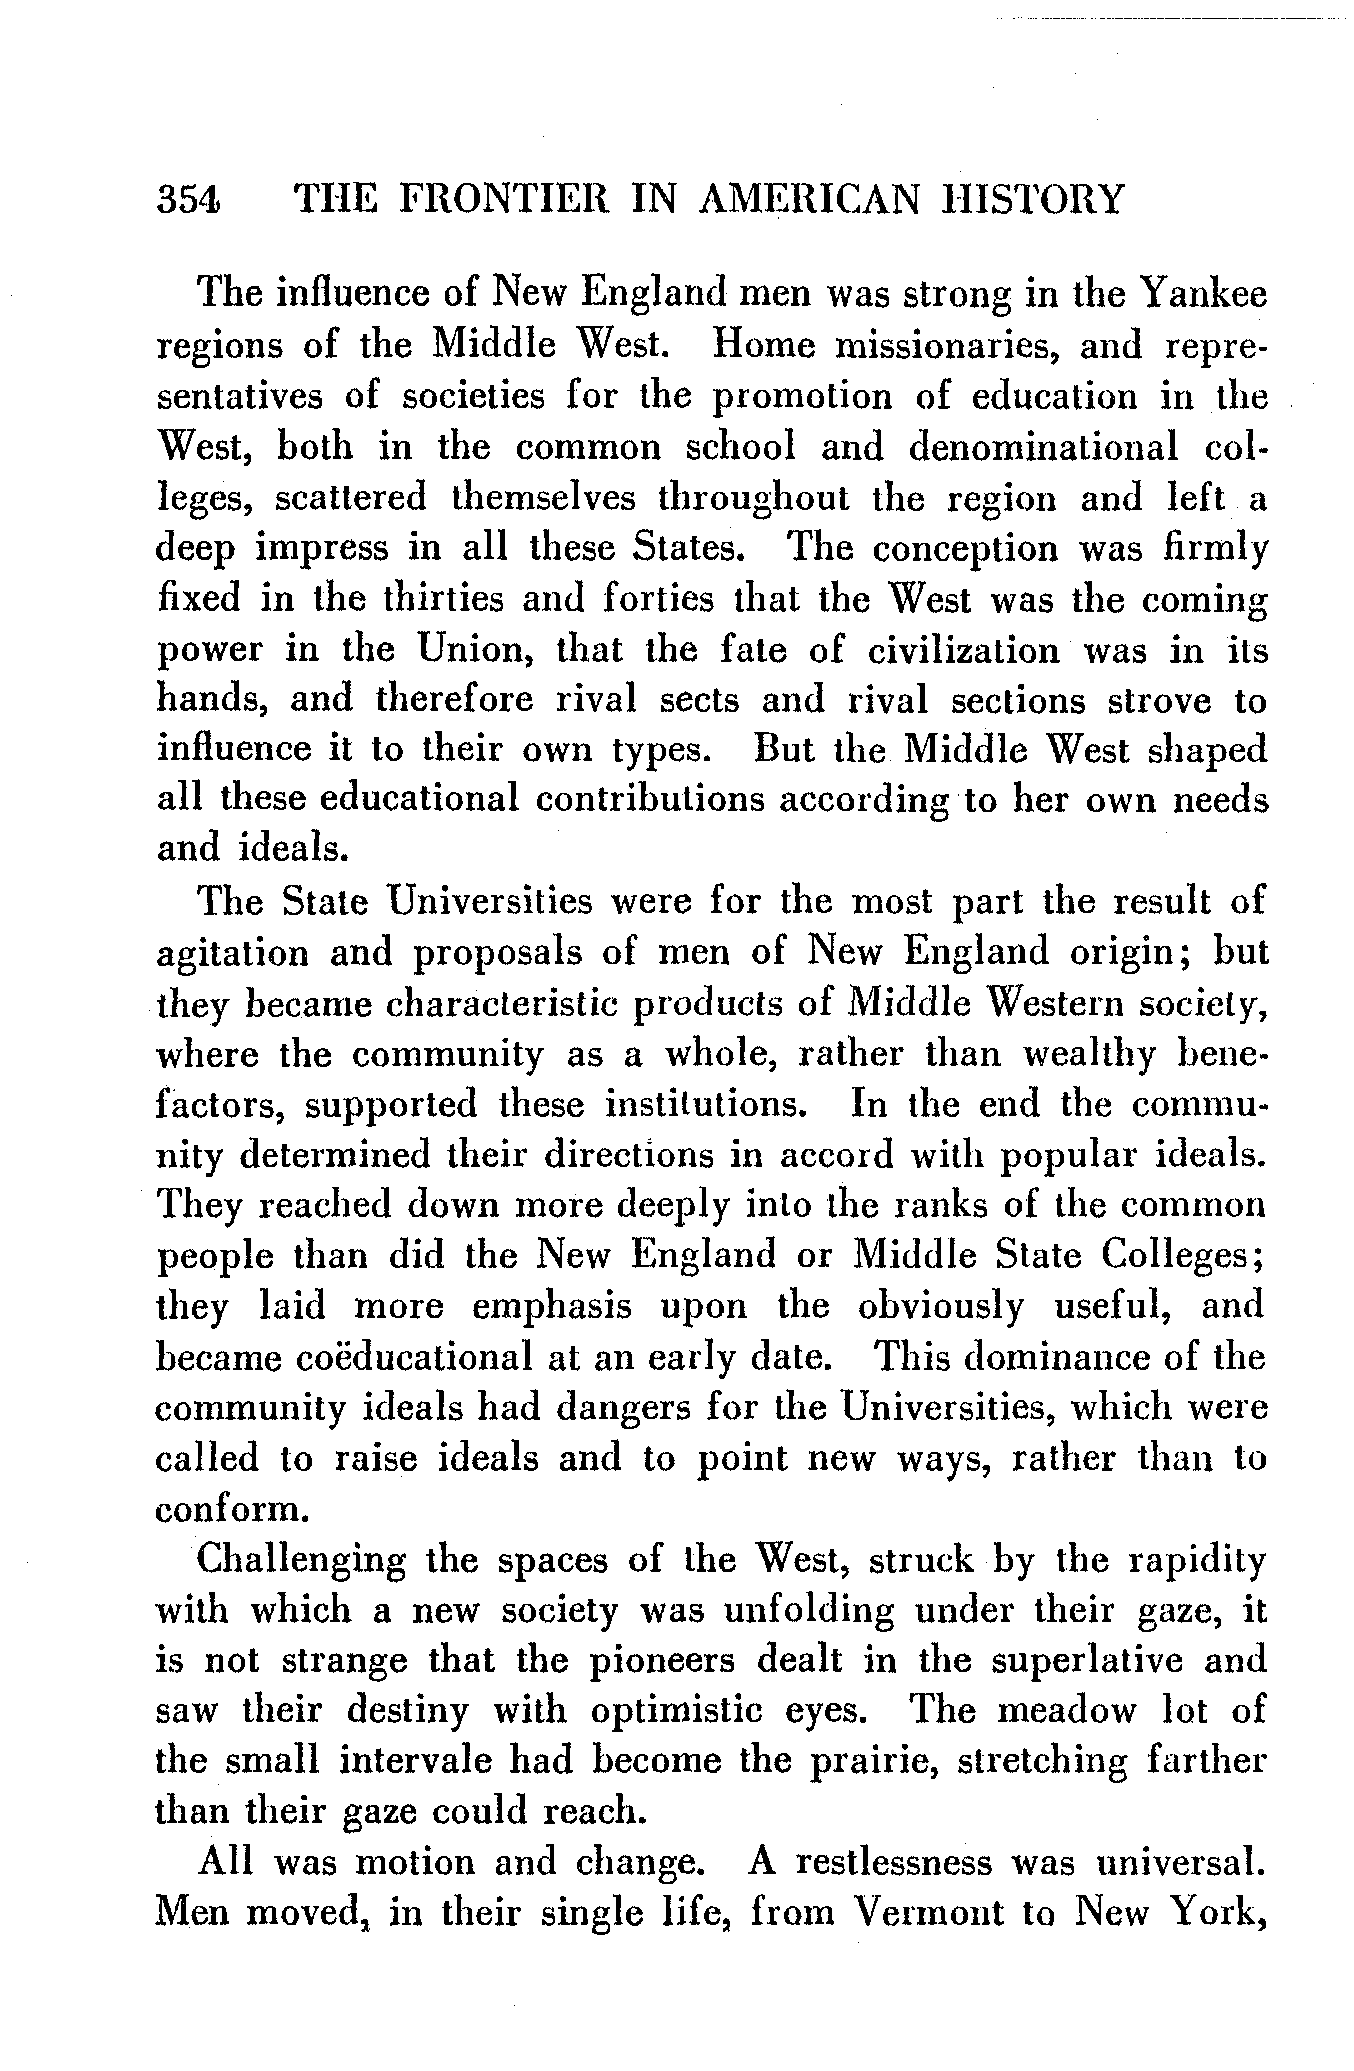 354 THE FRONTIER IN AMERICAN HISTORY
The influence of New England men was strong in the Yankee
regions of the Middle West. Home missionaries, and repre-
sentatives of societies for the promotion of education in the
West, both in the common school and denominational col-
leges, scattered themselves throughout the region and left a
deep impress in all these States. The conception was firmly
fixed in the thirties and forties that the West was the coming
power in the Union, that the fate of civilization was in its
hands, and therefore rival sects and rival sections strove to
influence it to their own types. But the Middle West shaped
all these educational contributions according to her own needs
and ideals.
The State Universities were for the most part the result of
agitation and proposals of men of New England origin; but
they became characteristic products of Middle Western society,
where the community as a whole, rather than wealthy bene-
factors, supported these institutions. In the end the commu-
nity determined their directions in accord with popular ideals.
They reached down more deeply into the ranks of the common
people than did the New England or Middle State Colleges;
they laid more emphasis upon the obviously useful, and
became coëducational at an early date. This dominance of the
community ideals had dangers for the Universities, which were
called to raise ideals and to point new ways, rather than to
conform.
Challenging the spaces of the West, struck by the rapidity
with which a new society was unfolding under their gaze, it
is not strange that the pioneers dealt in the superlative and
saw their destiny with optimistic eyes. The meadow lot of
the small intervale had become the prairie, stretching farther
than their gaze could reach.
All was motion and change. A restlessness was universal.
Men moved, in their single life, from Vermont to New York,